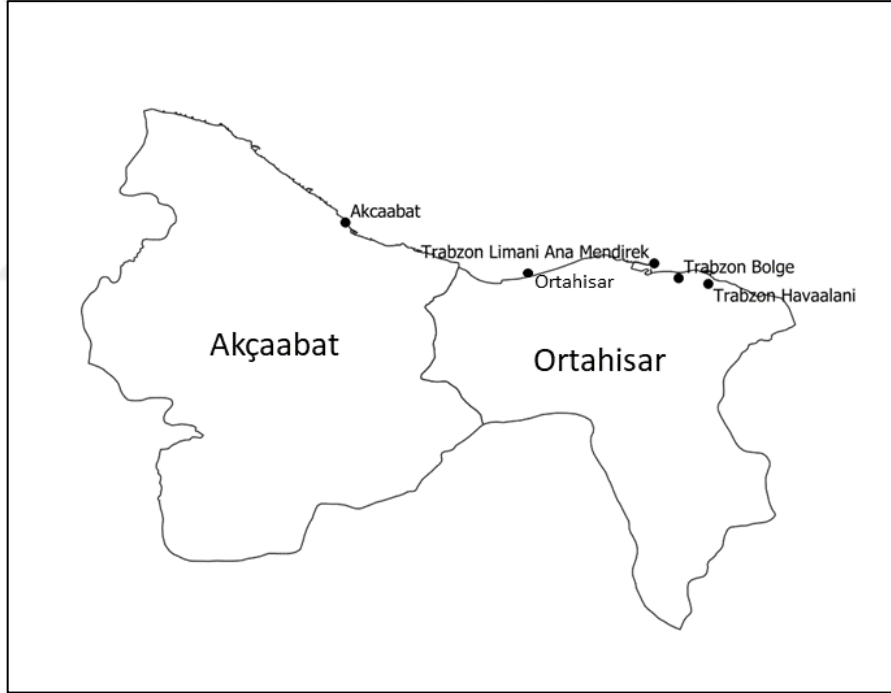 Akcaabat
Trabzon Limani Ana Mendirek
Trabzon Bolge
Ortahisar
Trabzon Havaalani
Akçaabat
Ortahisar